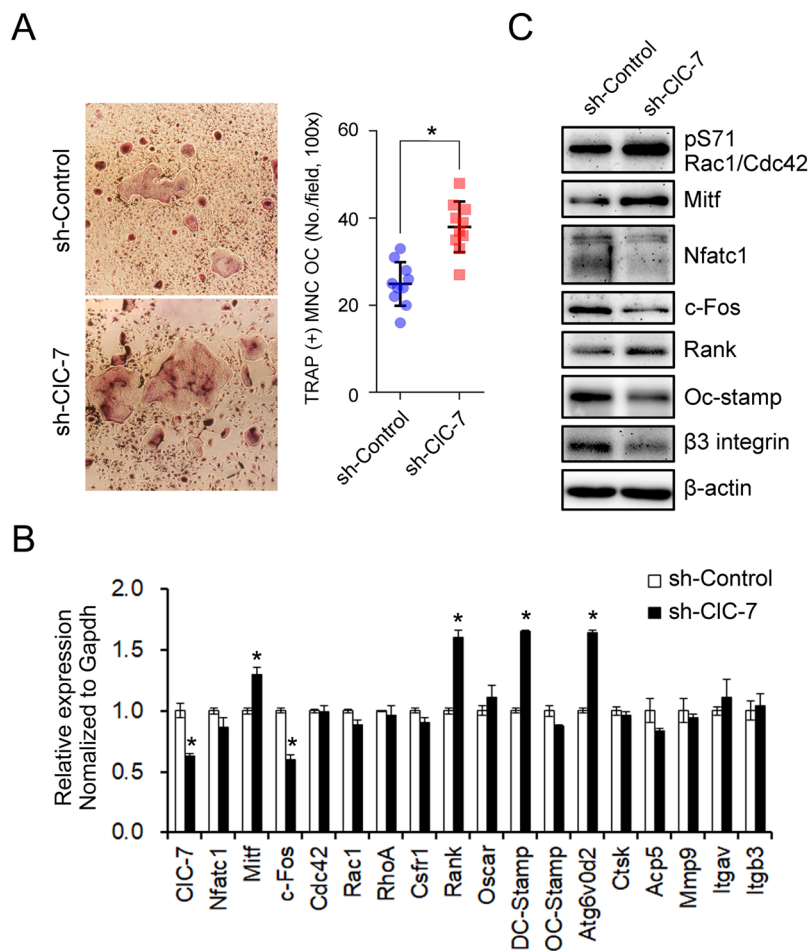 A
sh-Control
sh-ClC-7
TRAP (+) MNC OC (No./field, 100x)
60
40
20
0
*
sh-Control
sh-ClC-7
C
sh-Control
sh-ClC-7
pS71
Rac1/Cdc42
Mitf
Nfatc1
c-Fos
Rank
Oc-stamp
β3 integrin
β-actin
B
sh-Control
sh-ClC-7
Relative expression
Nomalized to Gapdh
2.0
1.5
1.0
0.5
0.0
*
*
*
*
*
*
*
ClC-7
Nfatc1
Mitf
c-Fos
Cdc42
Rac1
RhoA
Csfr1
Rank
Oscar
DC-Stamp
OC-Stamp
Atg6v0d2
Ctsk
Acp5
Mmp9
Itgav
Itgb3